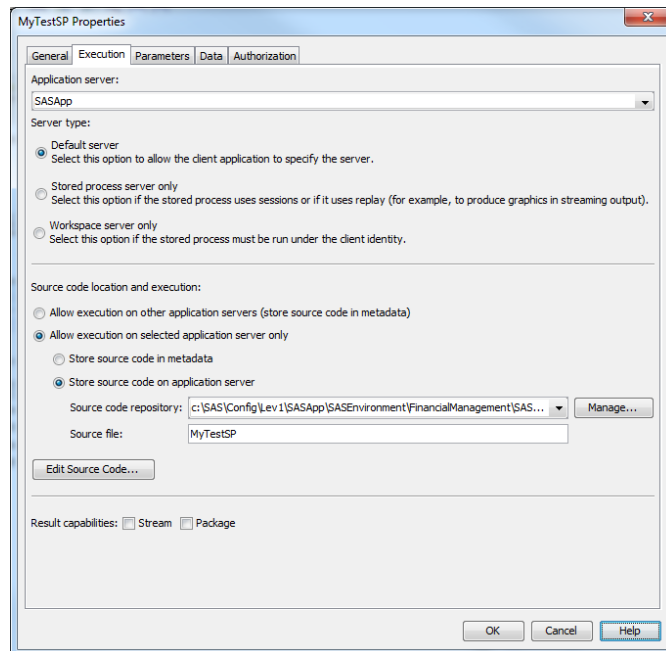 MyTestSP Properties
General Execution Parameters Data Authorization
Application server:
SASApp
Server type:
Default server
Select this option to allow the client application to specify the server.
Stored process server only
Select this option if the stored process uses sessions or if it uses replay (for example, to produce graphics in streaming output).
Workspace server only
Select this option if the stored process must be run under the client identity.
Source code location and execution:
Allow execution on other application servers (store source code in metadata)
Allow execution on selected application server only
Store source code in metadata
Store source code on application server
Source code repository: c:\SAS\Config\Lev1\SASApp\SASEnvironment\FinancialManagement\SAS... Manage...
Source file: MyTestSP
Edit Source Code...
Result capabilities: Stream Package
OK Cancel Help